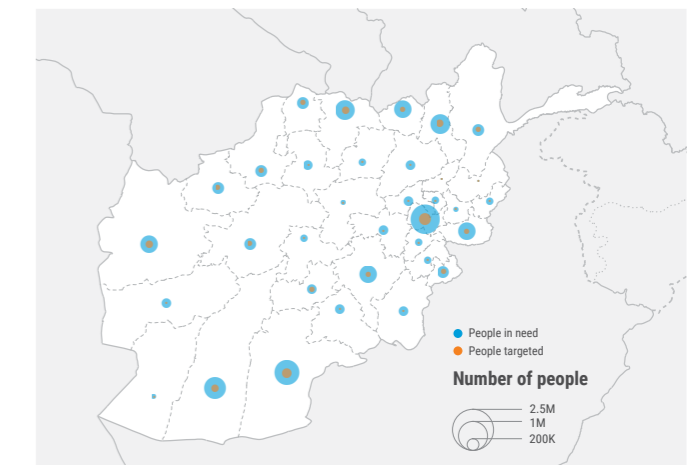 People in need
People targeted
Number of people
2.5M
1M
200K